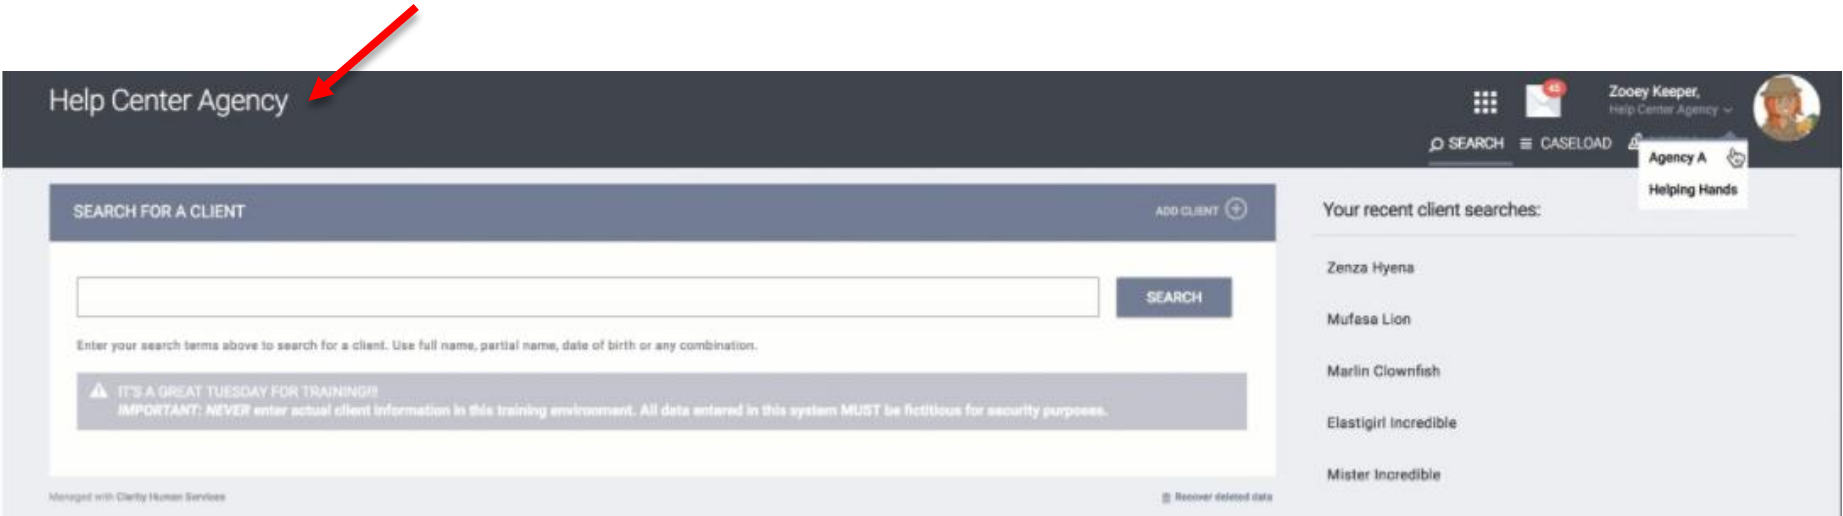 Help Center Agency
45
Zooey Keeper,
Help Center Agency
SEARCH
CASELOAD
Agency A
Helping Hands
SEARCH FOR A CLIENT
ADD CLIENT
SEARCH
Enter your search terms above to search for a client. Use full name, partial name, date of birth or any combination.
IT'S A GREAT TUESDAY FOR TRAINING!!!
IMPORTANT: NEVER enter actual client information in this training environment. All data entered in this system MUST be fictitious for security purposes.
Managed with Clarity Human Services
Recover deleted data
Your recent client searches:
Zenza Hyena
Mufasa Lion
Marlin Clownfish
Elastigirl Incredible
Mister Incredible